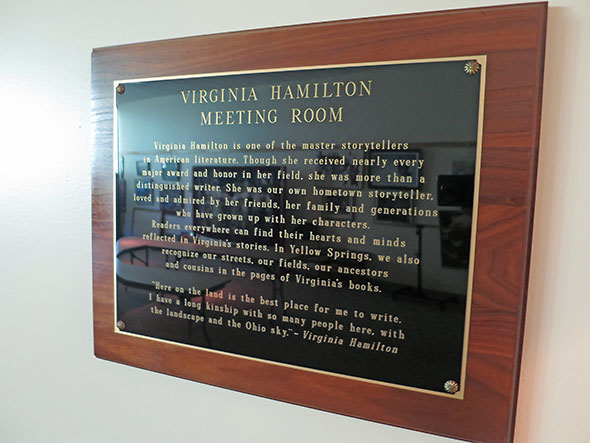 VIRGINIA HAMILTON
MEETING ROOM
Virginia Hamilton is one of the master storytellers
in American literature. Though she received nearly every
major award and honor in her field, she was more than a
distinguished writer. She was our own hometown storyteller,
loved and admired by her friends, her family and generations
who have grown up with her characters.
Readers everywhere can find their hearts and minds
reflected in Virginia's stories. In Yellow Springs, we also
recognize our streets, our fields, our ancestors
and cousins in the pages of Virginia's books.
"Here on the land is the best place for me to write.
I have a long kinship with so many people here, with
the landscape and the Ohio sky." - Virginia Hamilton